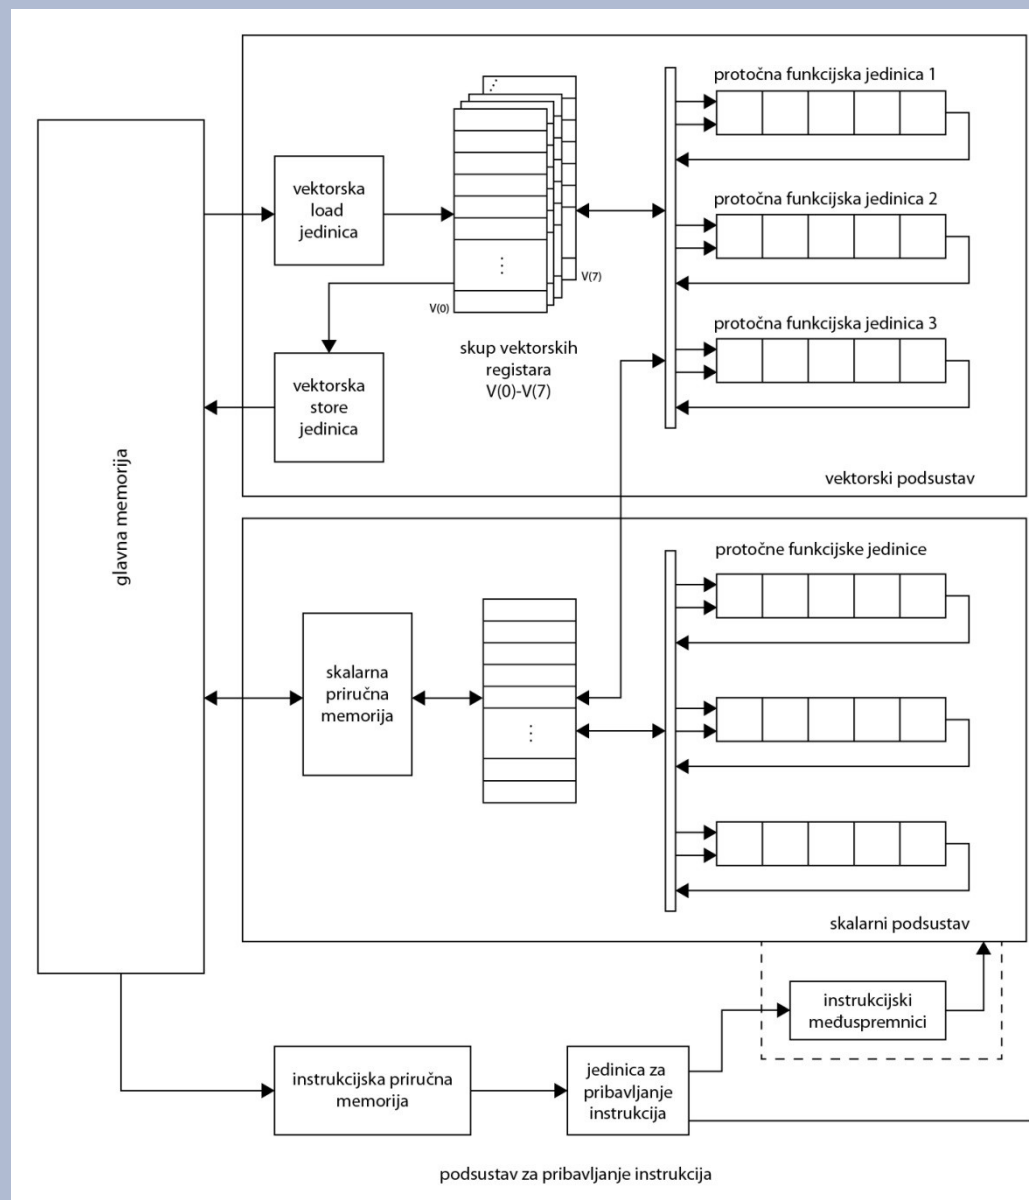 protočna funkcijska jedinica 1
vektorska
load
jedinica
protočna funkcijska jedinica 2
V(7)
V(0)
protočna funkcijska jedinica 3
skup vektorskih
registara
V(0)-V(7)
vektorska
store
jedinica
vektorski podsustav
glavna memorija
protočne funkcijske jedinice
skalarna
priručna
memorija
skalarni podsustav
instrukcijski
međuspremnici
instrukcijska priručna
memorija
jedinica za
pribavljanje
instrukcija
podsustav za pribavljanje instrukcija